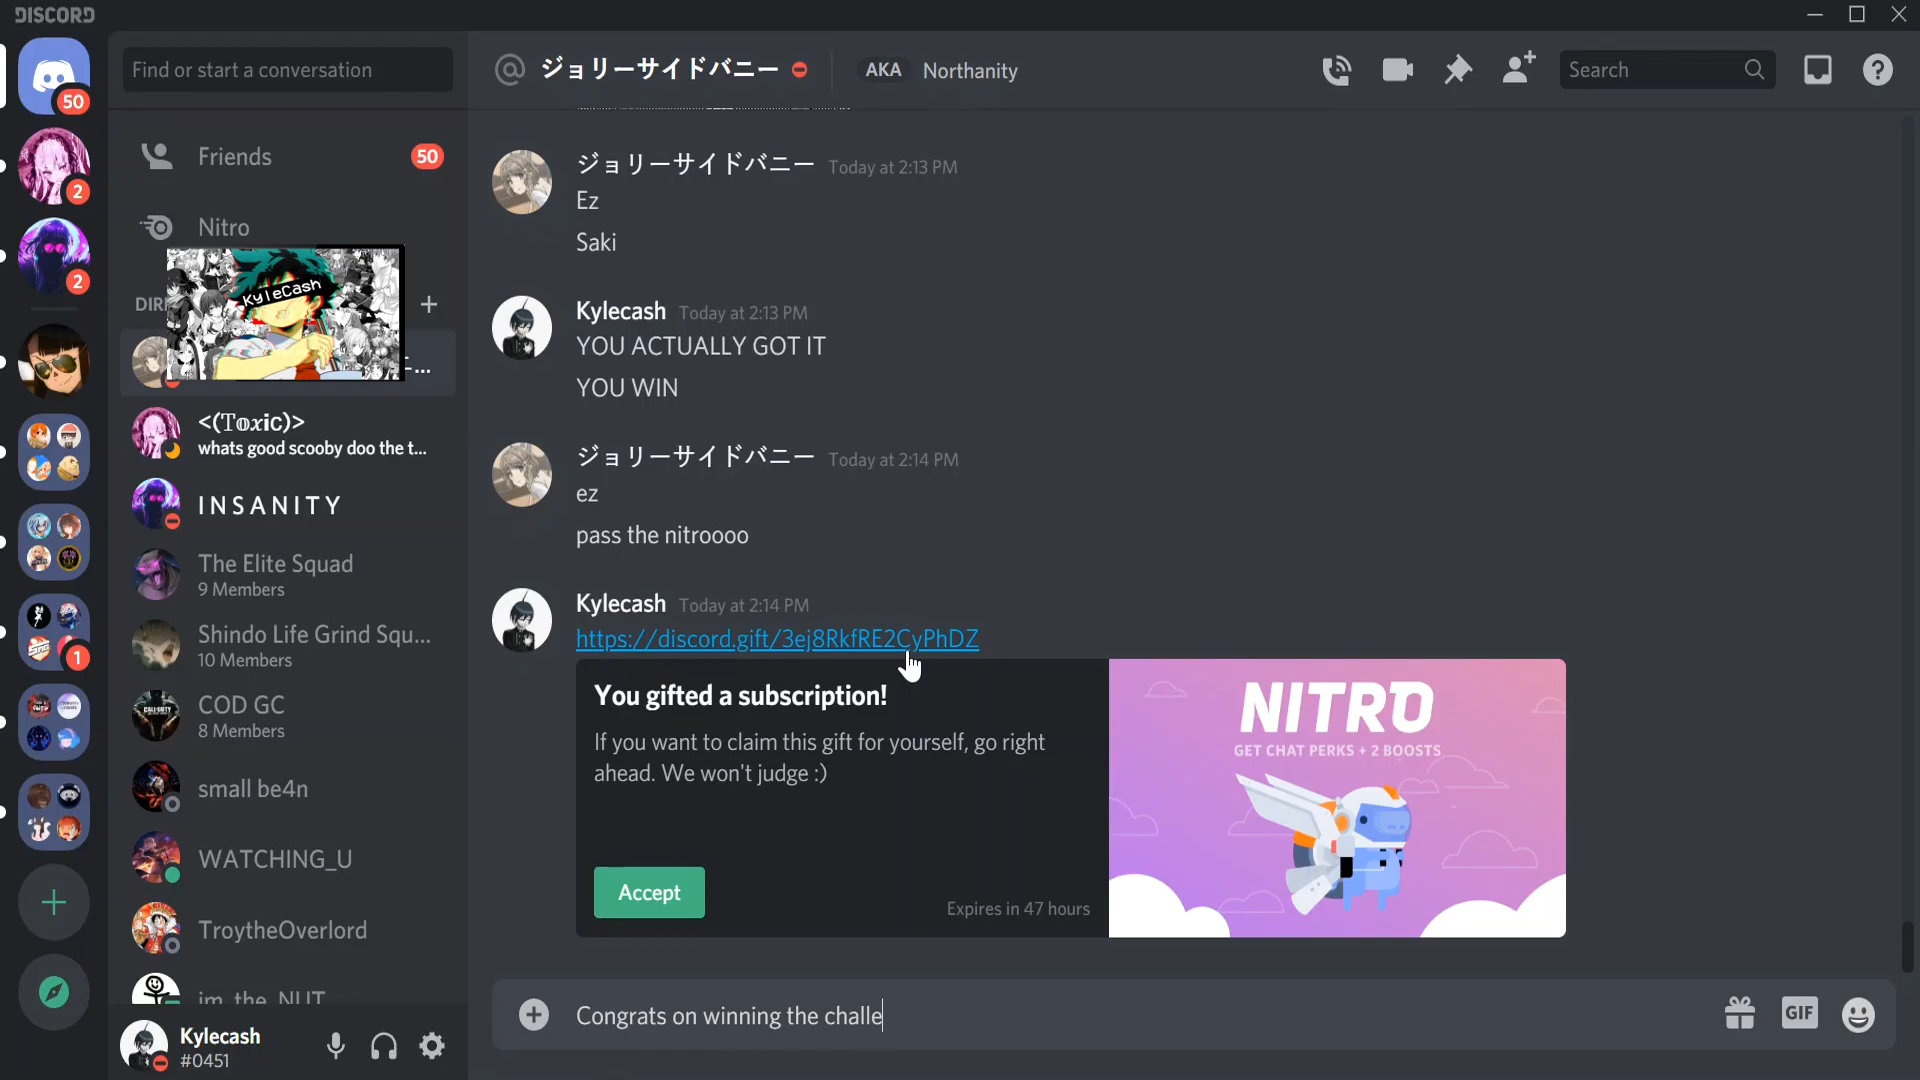 DISCORD
Find or start a conversation
ジョリーサイドバニー
AKA Northanity
Search
50
Friends 50
2
Nitro
2
KyleCash
DIR
...
<(Toxic)>
whats good scooby doo the t...
INSANITY
The Elite Squad
9 Members
Shindo Life Grind Squ...
10 Members
1
COD GC
8 Members
small be4n
WATCHING_U
TroytheOverlord
im_the_NUT
Kylecash
#0451
ジョリーサイドバニー Today at 2:13 PM
Ez
Saki
Kylecash Today at 2:13 PM
YOU ACTUALLY GOT IT
YOU WIN
ジョリーサイドバニー Today at 2:14 PM
ez
pass the nitroooo
Kylecash Today at 2:14 PM
https://discord.gift/3ej8RkfRE2CyPhDZ
You gifted a subscription!
If you want to claim this gift for yourself, go right
ahead. We won't judge :)
Accept
Expires in 47 hours
NITRO
GET CHAT PERKS + 2 BOOSTS
Congrats on winning the challe
GIF